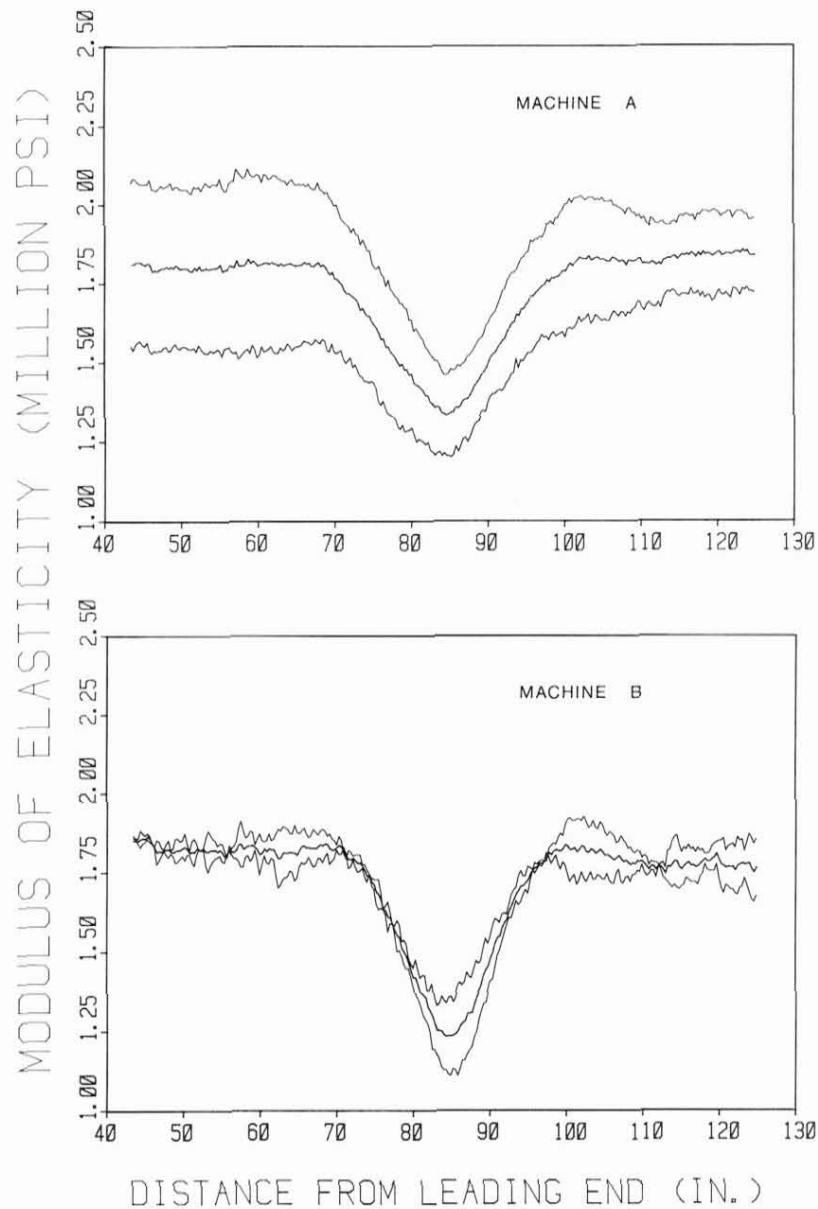 MODULUS OF ELASTICITY (MILLION PSI)
MACHINE A
2.50
2.25
2.00
1.75
1.50
1.25
1.00
40 50 60 70 80 90 100 110 120 130
MACHINE B
2.50
2.25
2.00
1.75
1.50
1.25
1.00
40 50 60 70 80 90 100 110 120 130
DISTANCE FROM LEADING END (IN.)